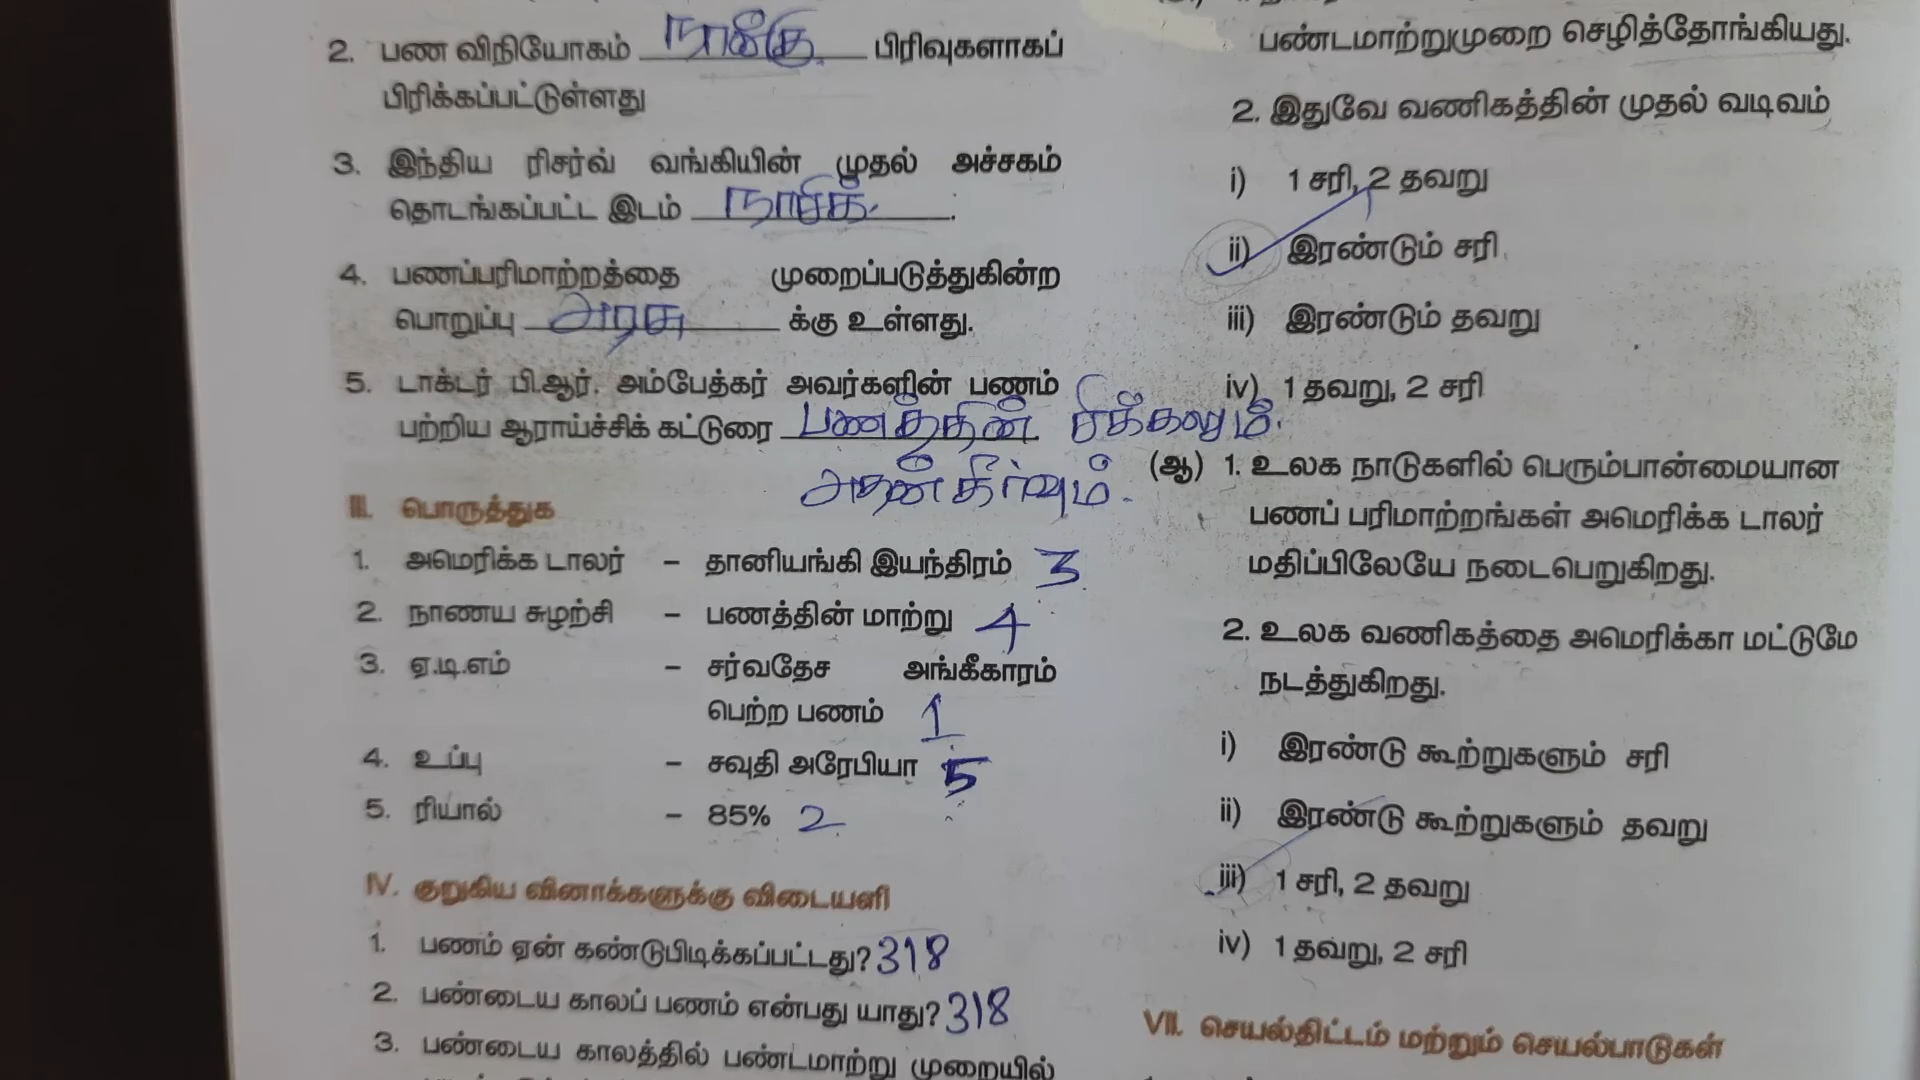 2. பண விநியோகம் நான்கு பிரிவுகளாகப்
பிரிக்கப்பட்டுள்ளது
3. இந்திய ரிசர்வ் வங்கியின் முதல் அச்சகம்
தொடங்கப்பட்ட இடம் நாசிக்.
4. பணப்பரிமாற்றத்தை முறைப்படுத்துகின்ற
பொறுப்பு அரசு க்கு உள்ளது.
5. டாக்டர் பி.ஆர். அம்பேத்கர் அவர்களின் பணம்
பற்றிய ஆராய்ச்சிக் கட்டுரை பணத்தின் சிக்கலும்
அதன் தீர்வும்.
III. பொருத்துக
1. அமெரிக்க டாலர் – தானியங்கி இயந்திரம் 3
2. நாணய சுழற்சி – பணத்தின் மாற்று 4
3. ஏ.டி.எம் – சர்வதேச அங்கீகாரம்
பெற்ற பணம் 1
4. உப்பு – சவுதி அரேபியா 5
5. ரியால் – 85% 2
IV. குறுகிய வினாக்களுக்கு விடையளி
1. பணம் ஏன் கண்டுபிடிக்கப்பட்டது? 318
2. பண்டைய காலப் பணம் என்பது யாது? 318
3. பண்டைய காலத்தில் பண்டமாற்று முறையில்
பண்டமாற்றுமுறை செழித்தோங்கியது.
2. இதுவே வணிகத்தின் முதல் வடிவம்
i) 1 சரி, 2 தவறு
ii) இரண்டும் சரி
iii) இரண்டும் தவறு
iv) 1 தவறு, 2 சரி
(ஆ) 1. உலக நாடுகளில் பெரும்பான்மையான
பணப் பரிமாற்றங்கள் அமெரிக்க டாலர்
மதிப்பிலேயே நடைபெறுகிறது.
2. உலக வணிகத்தை அமெரிக்கா மட்டுமே
நடத்துகிறது.
i) இரண்டு கூற்றுகளும் சரி
ii) இரண்டு கூற்றுகளும் தவறு
iii) 1 சரி, 2 தவறு
iv) 1 தவறு, 2 சரி
VII. செயல்திட்டம் மற்றும் செயல்பாடுகள்